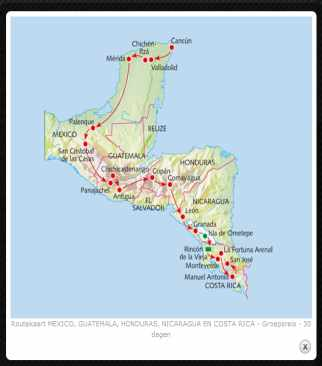 Cancún
Chichén
Itzá
Mérida
Valladolid
Palenque
MEXICO
BELIZE
San Cristóbal
de las Casas
GUATEMALA
HONDURAS
Chichicastenango
Copán
Comayagua
Panajachel
Antigua
EL
SALVADOR
NICARAGUA
León
Granada
Isla de Ometepe
Rincón
de la Vieja
La Fortuna Arenal
Monteverde
San José
Manuel Antonio
COSTA RICA
Routekaart MEXICO, GUATEMALA, HONDURAS, NICARAGUA EN COSTA RICA - Groepsreis - 30
dagen
X